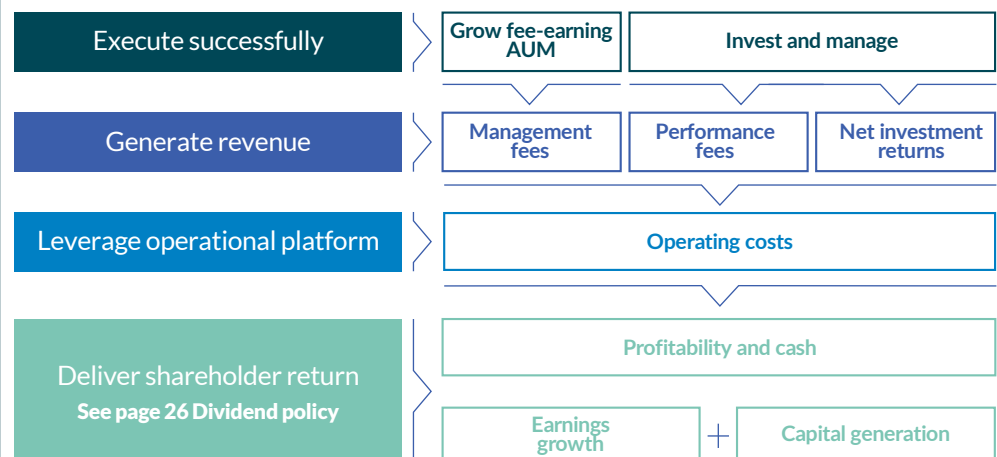 Execute successfully
Grow fee-earning
AUM
Invest and manage
Generate revenue
Management
fees
Performance
fees
Net investment
returns
Leverage operational platform
Operating costs
Deliver shareholder return
See page 26 Dividend policy
Profitability and cash
Earnings
growth
+
Capital generation